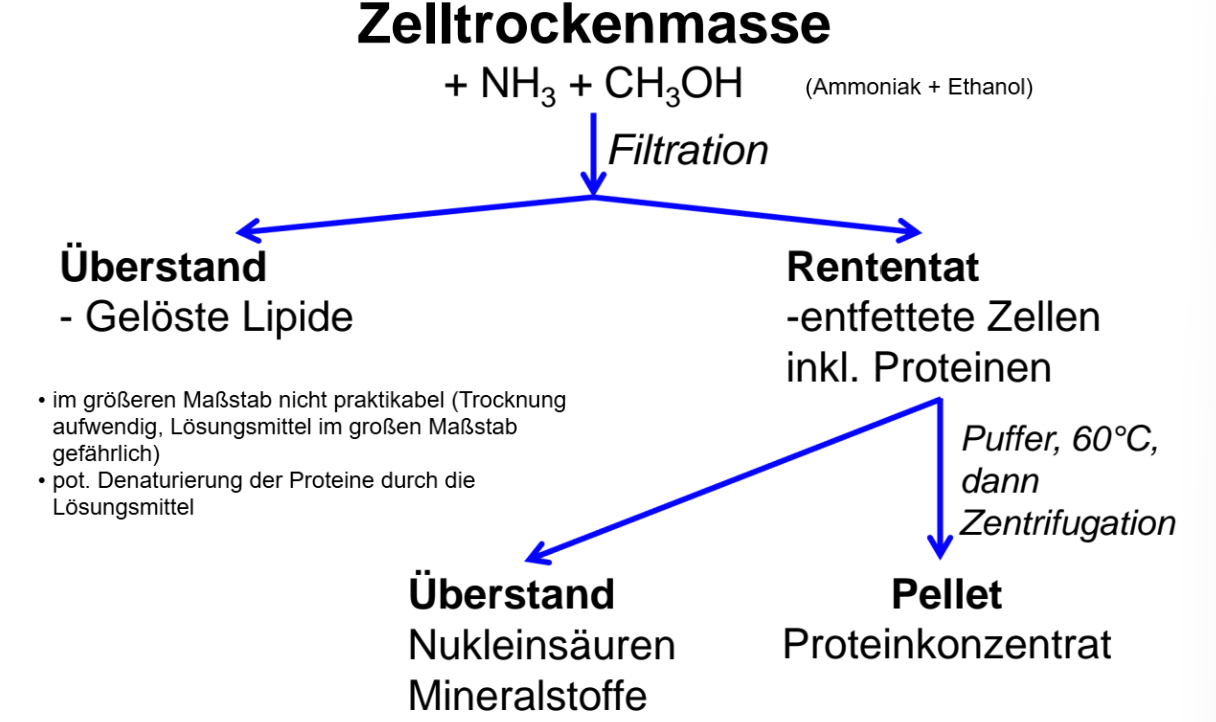 Zelltrockenmasse
+ NH₃ + CH₃OH (Ammoniak + Ethanol)
Filtration
Überstand
- Gelöste Lipide
Rententat
-entfettete Zellen
inkl. Proteinen
• im größeren Maßstab nicht praktikabel (Trocknung
aufwendig, Lösungsmittel im großen Maßstab
gefährlich)
• pot. Denaturierung der Proteine durch die
Lösungsmittel
Puffer, 60°C,
dann
Zentrifugation
Überstand
Nukleinsäuren
Mineralstoffe
Pellet
Proteinkonzentrat